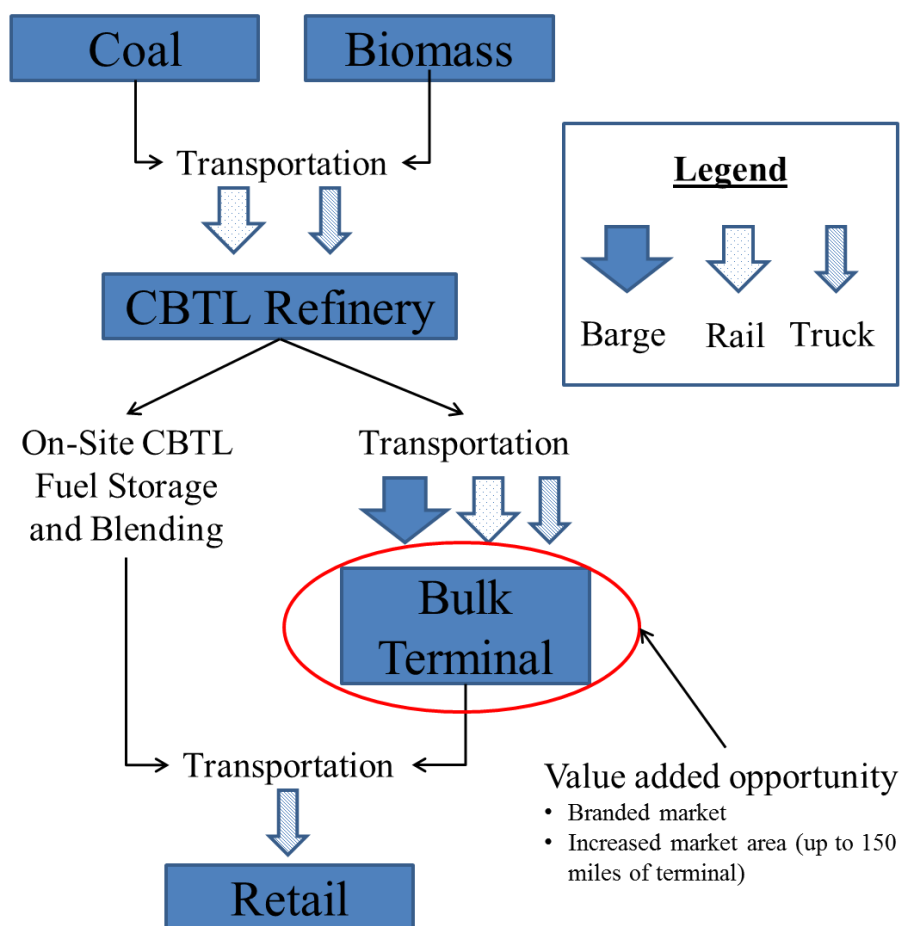 Coal
Biomass
Transportation
Legend
Barge
Rail
Truck
CBTL Refinery
On-Site CBTL
Fuel Storage
and Blending
Transportation
Bulk
Terminal
Transportation
Value added opportunity
• Branded market
• Increased market area (up to 150
miles of terminal)
Retail